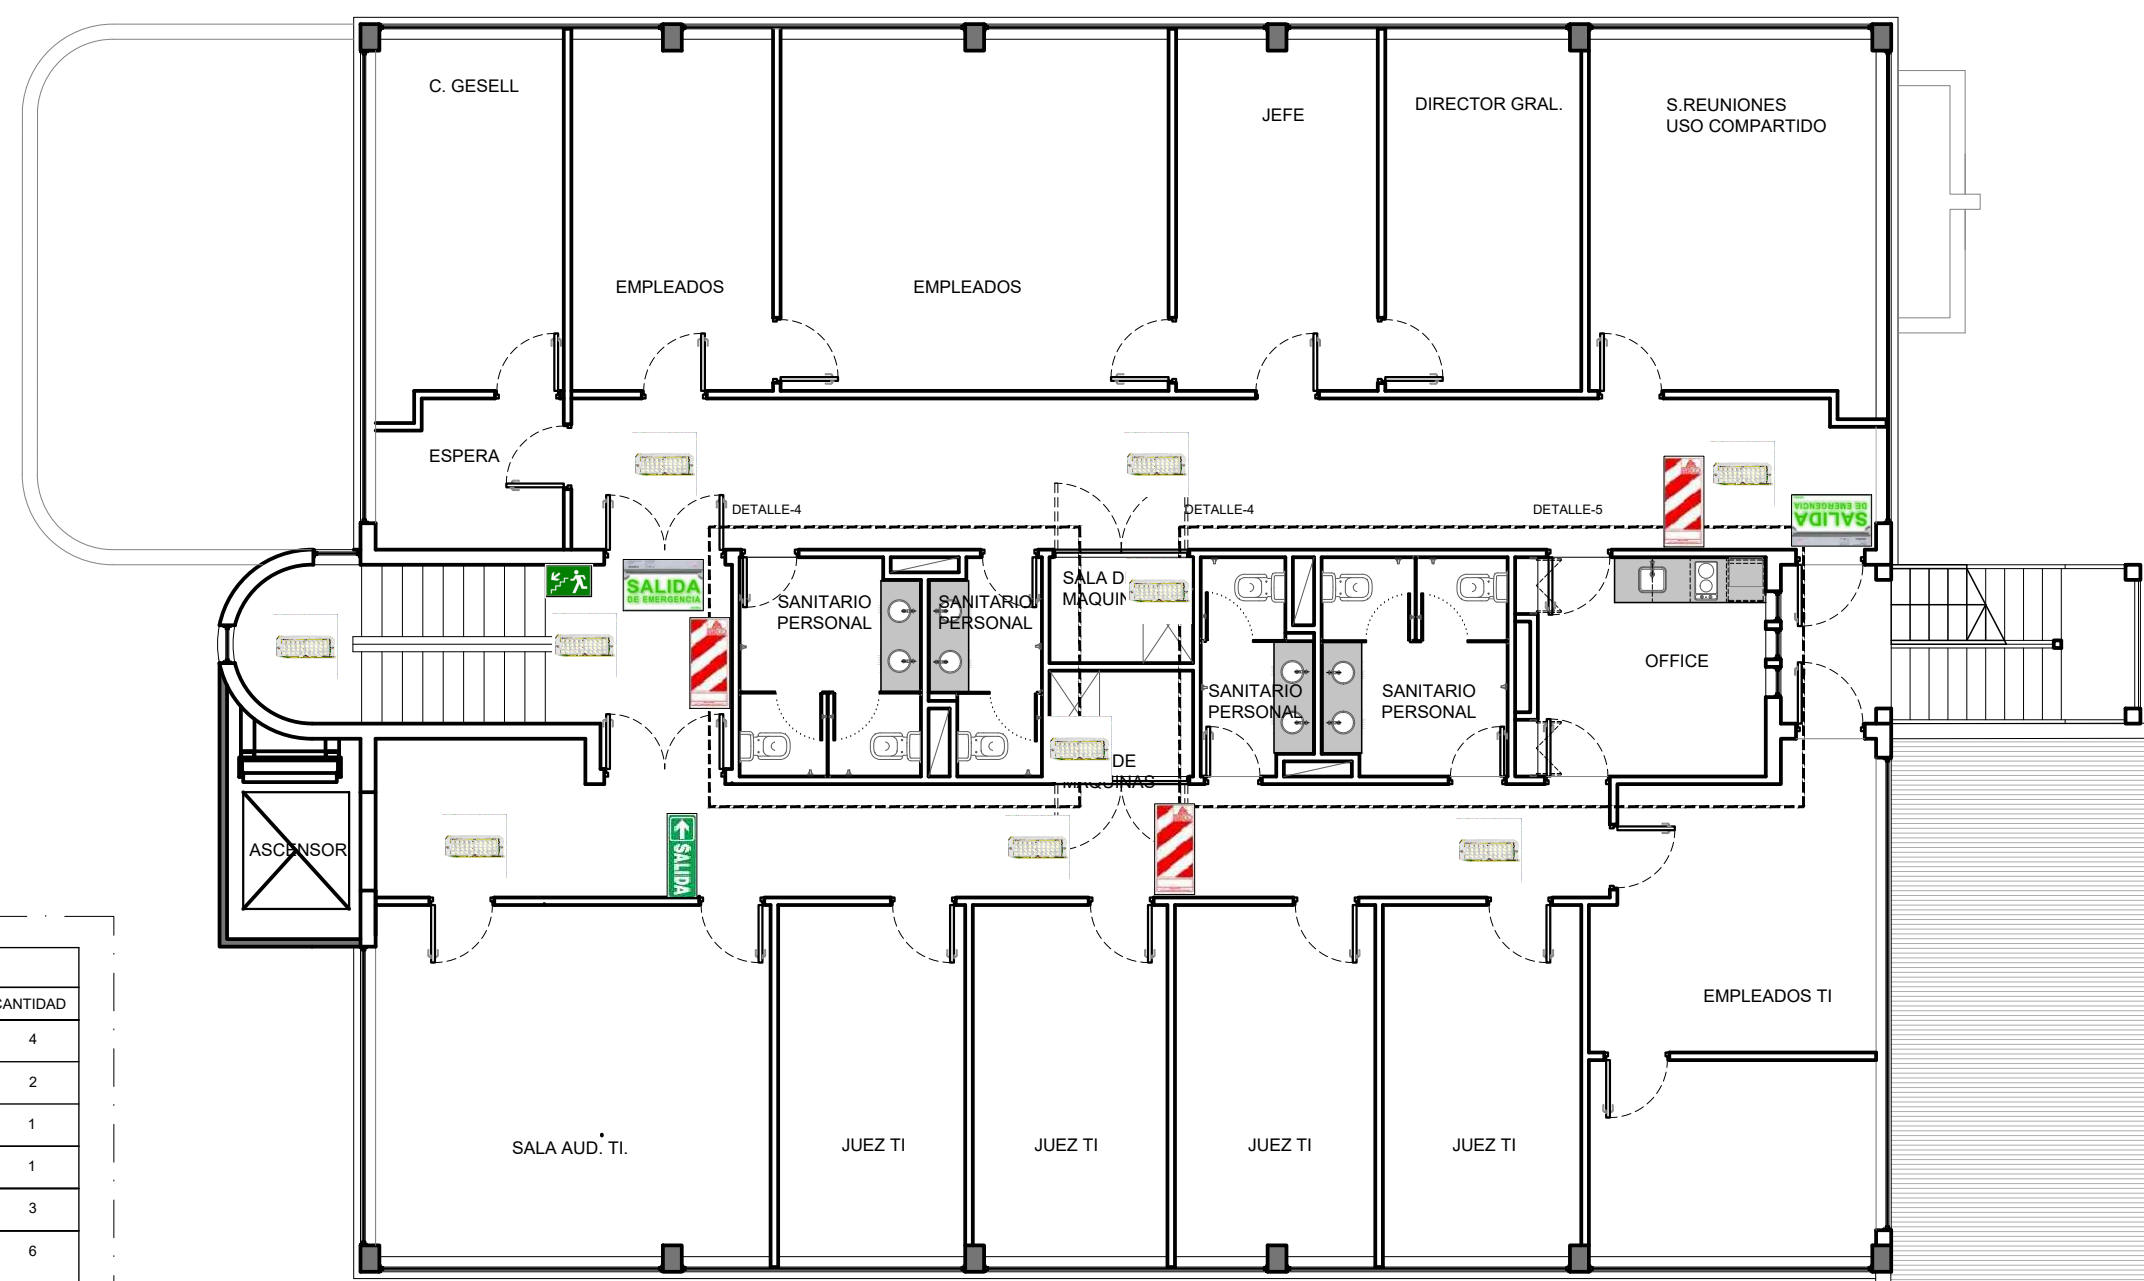 C. GESELL
DIRECTOR GRAL.
S.REUNIONES
USO COMPARTIDO
JEFE
EMPLEADOS
EMPLEADOS
ESPERA
DETALLE-4
DETALLE-4
DETALLE-5
SALIDA
DE EMERGENCIA
SALIDA
DE EMERGENCIA
SALA D
MAQUIN
SANITARIO
PERSONAL
SANITARIO
PERSONAL
OFFICE
SANITARIO
PERSONAL
SANITARIO
PERSONAL
DE
MAQUINAS
ASCENSOR
SALIDA
CANTIDAD
4
2
1
1
3
6
EMPLEADOS TI
SALA AUD. TI.
JUEZ TI
JUEZ TI
JUEZ TI
JUEZ TI